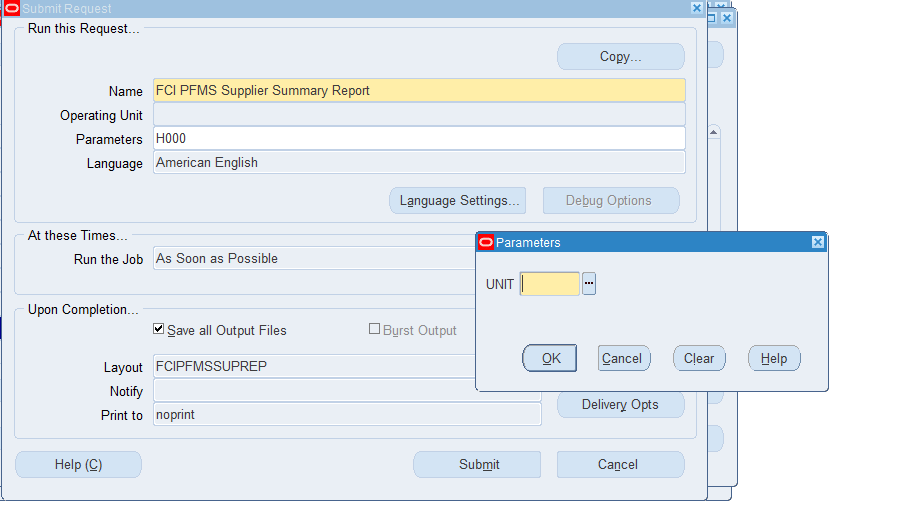 Submit Request
Run this Request...
Copy...
Name FCI PFMS Supplier Summary Report
Operating Unit
Parameters H000
Language American English
Language Settings... Debug Options
At these Times...
Run the Job As Soon as Possible
Parameters
UNIT ...
OK Cancel Clear Help
Upon Completion...
Save all Output Files Burst Output
Layout FCIPFMSSUPREP
Notify
Print to noprint
Delivery Opts
Help (C) Submit Cancel